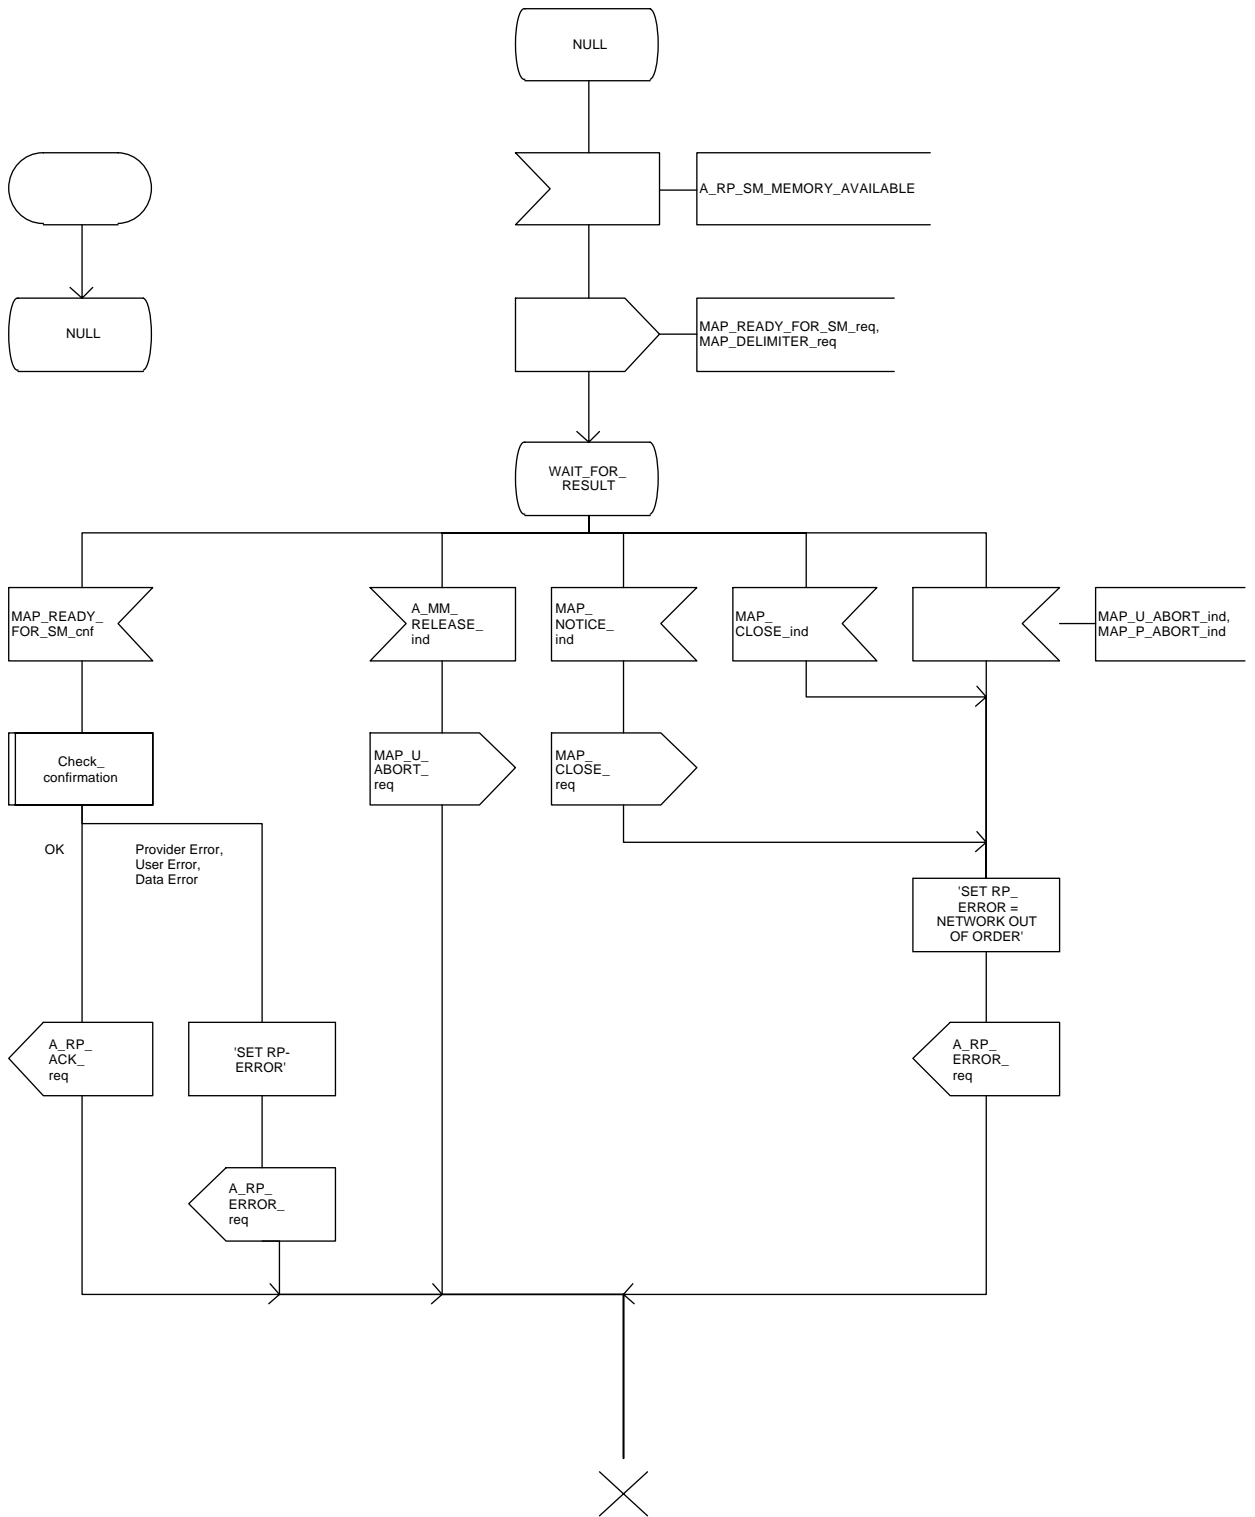 NULL
A_RP_SM_MEMORY_AVAILABLE
NULL
MAP_READY_FOR_SM_req,
MAP_DELIMITER_req
WAIT_FOR_
RESULT
MAP_READY_
FOR_SM_cnf
A_MM_
RELEASE_
ind
MAP_
NOTICE_
ind
MAP_
CLOSE_ind
MAP_U_ABORT_ind,
MAP_P_ABORT_ind
Check_
confirmation
MAP_U_
ABORT_
req
MAP_
CLOSE_
req
OK
Provider Error,
User Error,
Data Error
'SET RP_
ERROR =
NETWORK OUT
OF ORDER'
A_RP_
ACK_
req
'SET RP-
ERROR'
A_RP_
ERROR_
req
A_RP_
ERROR_
req